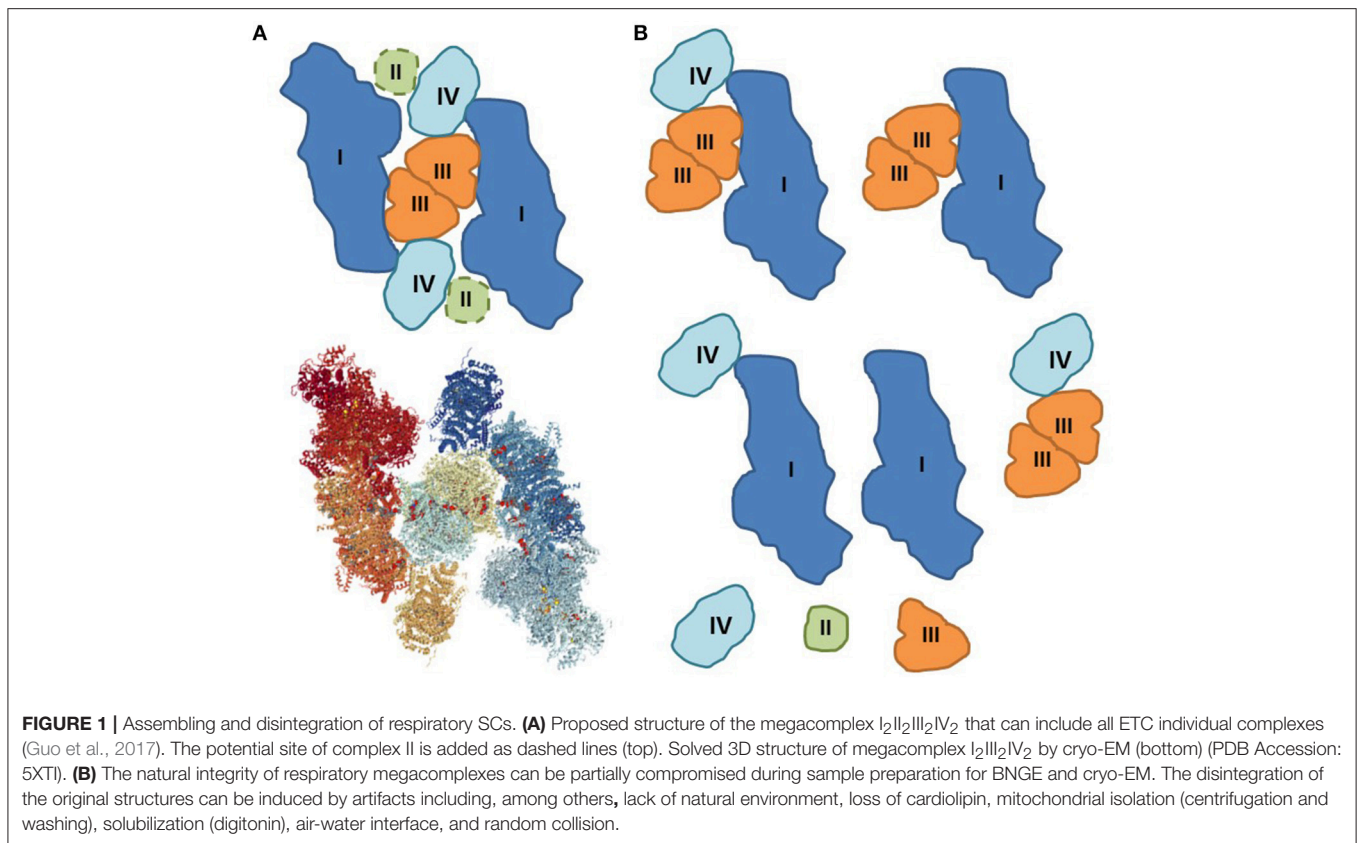 A
B
II
IV
I
III
III
I
IV
II
IV
III
III
I
III
III
I
IV
I
I
IV
III
III
IV
II
III
FIGURE 1 | Assembling and disintegration of respiratory SCs. (A) Proposed structure of the megacomplex I₂II₂III₂IV₂ that can include all ETC individual complexes
(Guo et al., 2017). The potential site of complex II is added as dashed lines (top). Solved 3D structure of megacomplex I₂III₂IV₂ by cryo-EM (bottom) (PDB Accession:
5XTI). (B) The natural integrity of respiratory megacomplexes can be partially compromised during sample preparation for BNGE and cryo-EM. The disintegration of
the original structures can be induced by artifacts including, among others, lack of natural environment, loss of cardiolipin, mitochondrial isolation (centrifugation and
washing), solubilization (digitonin), air-water interface, and random collision.